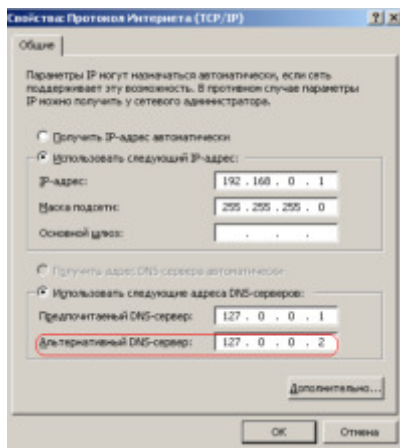 Свойства: Протокол Интернета (TCP/IP)
Общие
Параметры IP могут назначаться автоматически, если сеть
поддерживает эту возможность. В противном случае параметры
IP можно получить у сетевого администратора.
Получить IP-адрес автоматически
Использовать следующий IP-адрес:
IP-адрес: 192 . 168 . 0 . 1
Маска подсети: 255 . 255 . 255 . 0
Основной шлюз: . . .
Получить адрес DNS-сервера автоматически
Использовать следующие адреса DNS-серверов:
Предпочитаемый DNS-сервер: 127 . 0 . 0 . 1
Альтернативный DNS-сервер: 127 . 0 . 0 . 2
Дополнительно...
OK Отмена